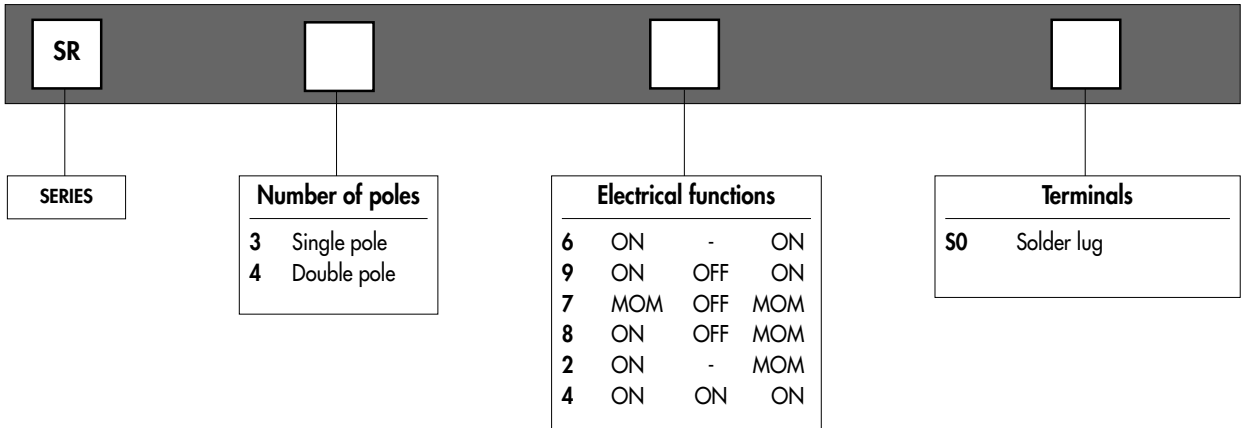 SR
SERIES
Number of poles
3 Single pole
4 Double pole
Electrical functions
6 ON - ON
9 ON OFF ON
7 MOM OFF MOM
8 ON OFF MOM
2 ON - MOM
4 ON ON ON
Terminals
S0 Solder lug